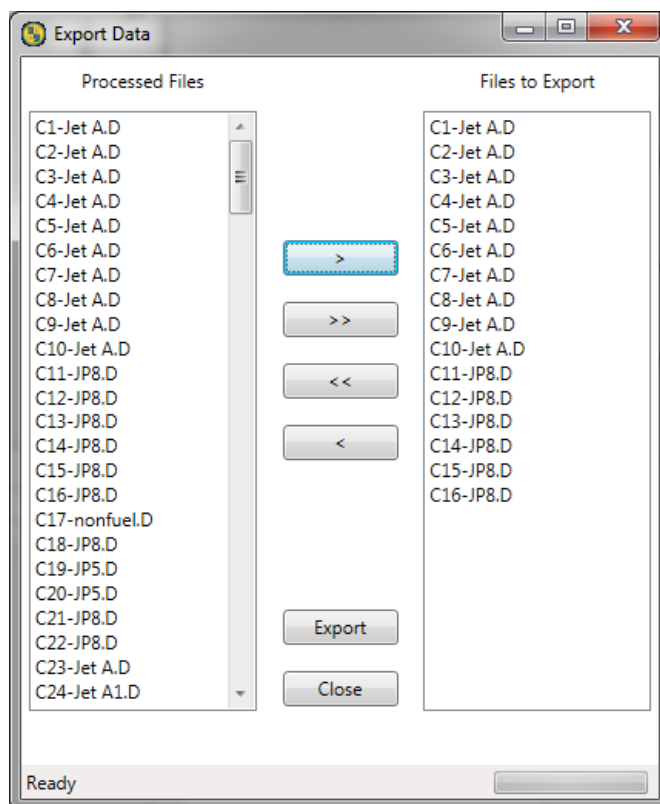 Export Data
Processed Files
Files to Export
C1-Jet A.D
C2-Jet A.D
C3-Jet A.D
C4-Jet A.D
C5-Jet A.D
C6-Jet A.D
C7-Jet A.D
C8-Jet A.D
C9-Jet A.D
C10-Jet A.D
C11-JP8.D
C12-JP8.D
C13-JP8.D
C14-JP8.D
C15-JP8.D
C16-JP8.D
C17-nonfuel.D
C18-JP8.D
C19-JP5.D
C20-JP5.D
C21-JP8.D
C22-JP8.D
C23-Jet A.D
C24-Jet A1.D
>
>>
<<
<
Export
Close
C1-Jet A.D
C2-Jet A.D
C3-Jet A.D
C4-Jet A.D
C5-Jet A.D
C6-Jet A.D
C7-Jet A.D
C8-Jet A.D
C9-Jet A.D
C10-Jet A.D
C11-JP8.D
C12-JP8.D
C13-JP8.D
C14-JP8.D
C15-JP8.D
C16-JP8.D
Ready